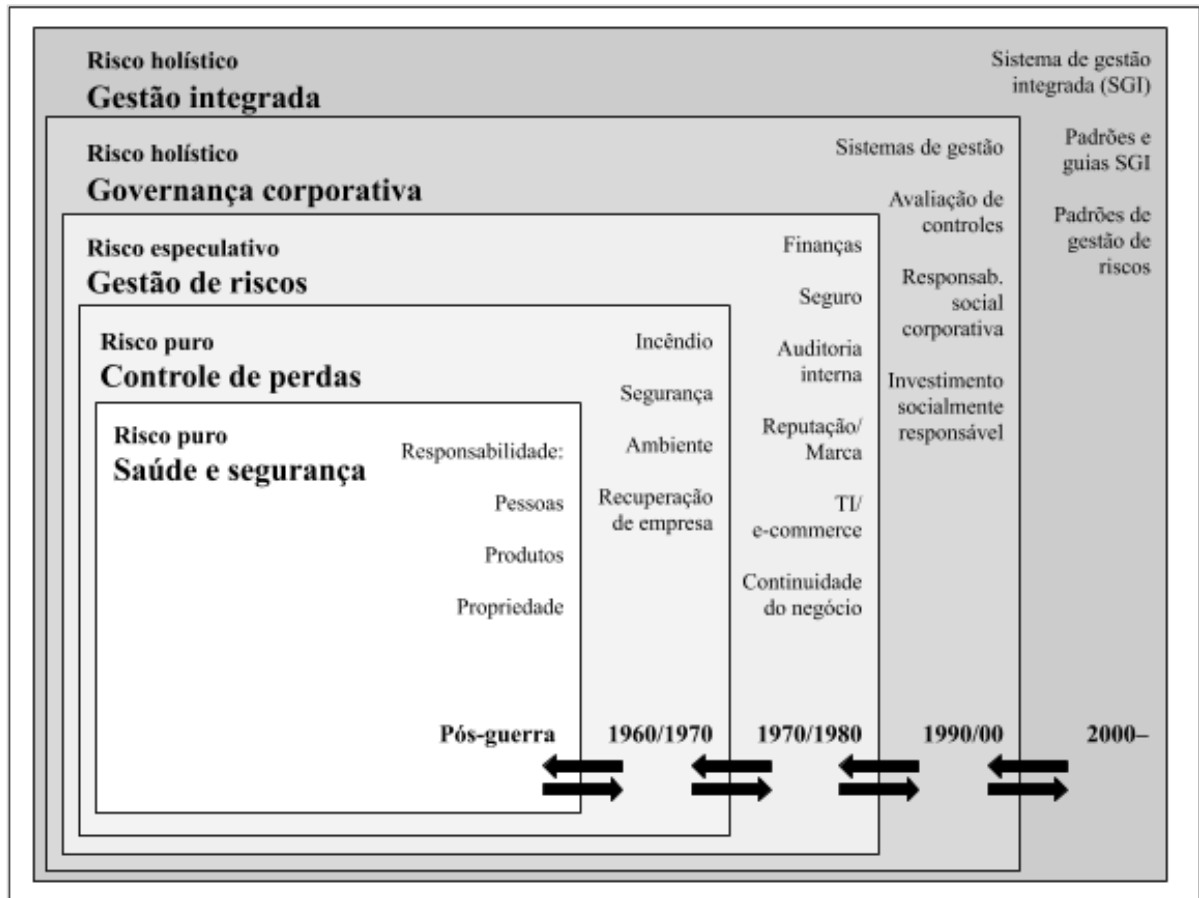 Risco holístico
Gestão integrada
Sistema de gestão
integrada (SGI)
Padrões e
guias SGI
Padrões de
gestão de
riscos
Risco holístico
Governança corporativa
Sistemas de gestão
Avaliação de
controles
Responsab.
social
corporativa
Investimento
socialmente
responsável
Risco especulativo
Gestão de riscos
Finanças
Seguro
Auditoria
interna
Reputação/
Marca
TI/
e-commerce
Continuidade
do negócio
Risco puro
Controle de perdas
Incêndio
Segurança
Ambiente
Recuperação
de empresa
Risco puro
Saúde e segurança
Responsabilidade:
Pessoas
Produtos
Propriedade
Pós-guerra
1960/1970
1970/1980
1990/00
2000–